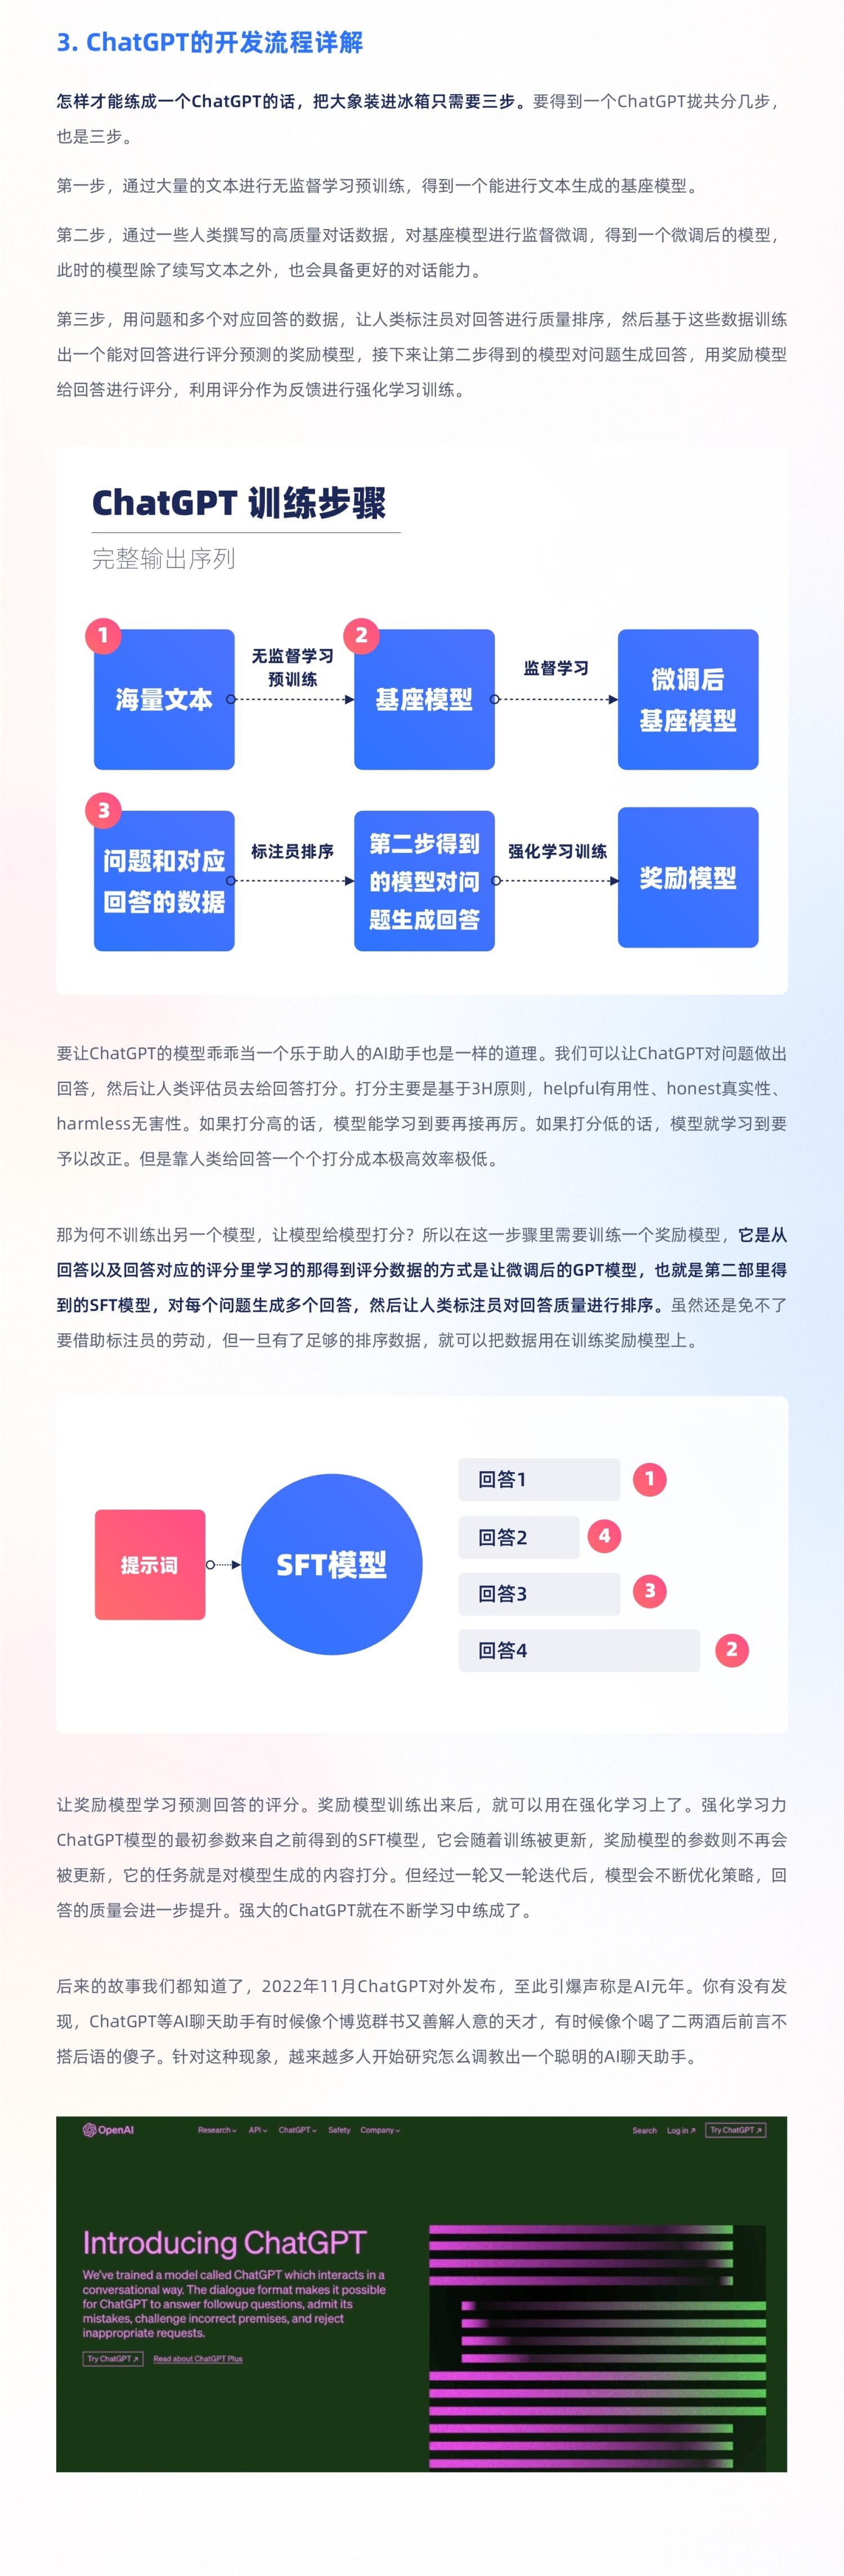 3. ChatGPT的开发流程详解
怎样才能练成一个ChatGPT的话，把大象装进冰箱只需要三步。要得到一个ChatGPT拢共分几步，
也是三步。
第一步，通过大量的文本进行无监督学习预训练，得到一个能进行文本生成的基座模型。
第二步，通过一些人类撰写的高质量对话数据，对基座模型进行监督微调，得到一个微调后的模型，
此时的模型除了续写文本之外，也会具备更好的对话能力。
第三步，用问题和多个对应回答的数据，让人类标注员对回答进行质量排序，然后基于这些数据训练
出一个能对回答进行评分预测的奖励模型，接下来让第二步得到的模型对问题生成回答，用奖励模型
给回答进行评分，利用评分作为反馈进行强化学习训练。
ChatGPT 训练步骤
完整输出序列
1
海量文本
无监督学习
预训练
2
基座模型
监督学习
微调后
基座模型
3
问题和对应
回答的数据
标注员排序
第二步得到
的模型对问
题生成回答
强化学习训练
奖励模型
要让ChatGPT的模型乖乖当一个乐于助人的AI助手也是一样的道理。我们可以让ChatGPT对问题做出
回答，然后让人类评估员去给回答打分。打分主要是基于3H原则，helpful有用性、honest真实性、
harmless无害性。如果打分高的话，模型能学习到要再接再厉。如果打分低的话，模型就学习到要
予以改正。但是靠人类给回答一个个打分成本极高效率极低。
那为何不训练出另一个模型，让模型给模型打分？所以在这一步骤里需要训练一个奖励模型，它是从
回答以及回答对应的评分里学习的那得到评分数据的方式是让微调后的GPT模型，也就是第二部里得
到的SFT模型，对每个问题生成多个回答，然后让人类标注员对回答质量进行排序。虽然还是免不了
要借助标注员的劳动，但一旦有了足够的排序数据，就可以把数据用在训练奖励模型上。
提示词
SFT模型
回答1 1
回答2 4
回答3 3
回答4 2
让奖励模型学习预测回答的评分。奖励模型训练出来后，就可以用在强化学习上了。强化学习力
ChatGPT模型的最初参数来自之前得到的SFT模型，它会随着训练被更新，奖励模型的参数则不再会
被更新，它的任务就是对模型生成的内容打分。但经过一轮又一轮迭代后，模型会不断优化策略，回
答的质量会进一步提升。强大的ChatGPT就在不断学习中练成了。
后来的故事我们都知道了，2022年11月ChatGPT对外发布，至此引爆声称是AI元年。你有没有发
现，ChatGPT等AI聊天助手有时候像个博览群书又善解人意的天才，有时候像个喝了二两酒后前言不
搭后语的傻子。针对这种现象，越来越多人开始研究怎么调教出一个聪明的AI聊天助手。
OpenAI Research API ChatGPT Safety Company Search Log in Try ChatGPT
Introducing ChatGPT
We've trained a model called ChatGPT which interacts in a
conversational way. The dialogue format makes it possible
for ChatGPT to answer followup questions, admit its
mistakes, challenge incorrect premises, and reject
inappropriate requests.
Try ChatGPT Read about ChatGPT Plus